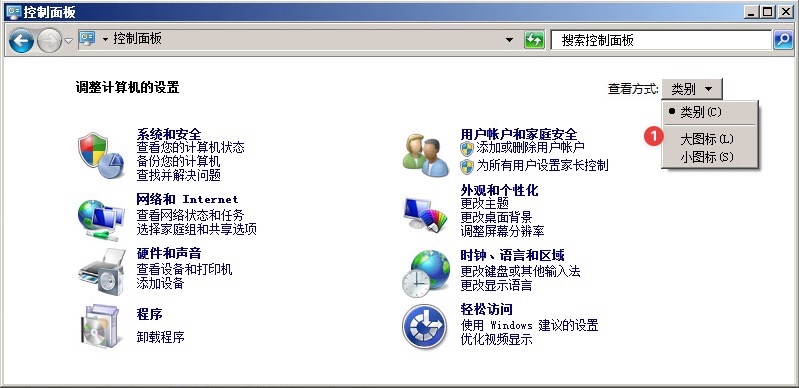 控制面板
控制面板
搜索控制面板
调整计算机的设置
查看方式: 类别
类别(C)
1
大图标(L)
小图标(S)
系统和安全
查看您的计算机状态
备份您的计算机
查找并解决问题
用户帐户和家庭安全
添加或删除用户帐户
为所有用户设置家长控制
网络和 Internet
查看网络状态和任务
选择家庭组和共享选项
外观和个性化
更改主题
更改桌面背景
调整屏幕分辨率
硬件和声音
查看设备和打印机
添加设备
时钟、语言和区域
更改键盘或其他输入法
更改显示语言
程序
卸载程序
轻松访问
使用 Windows 建议的设置
优化视频显示